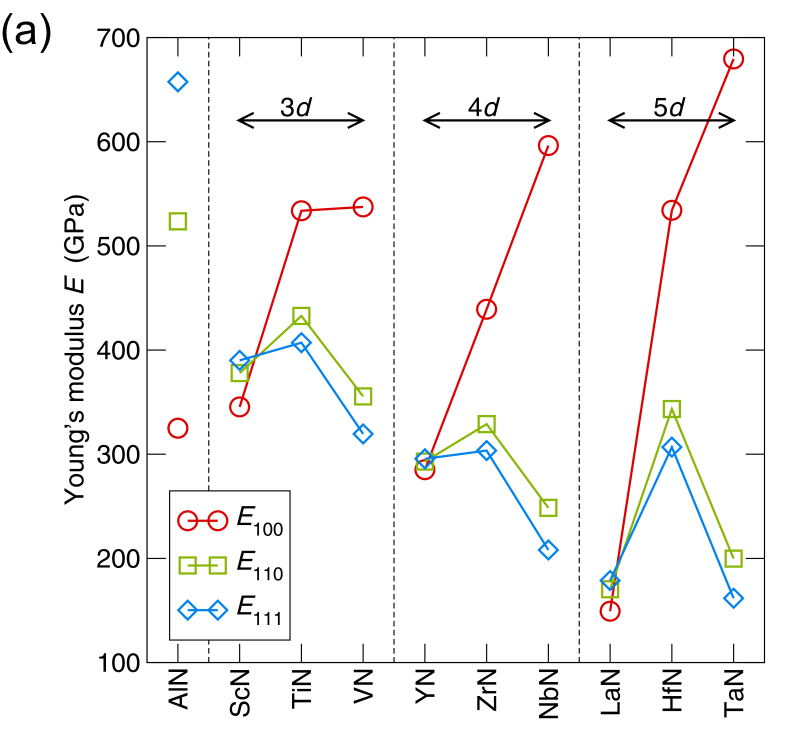 (a)
700
600
500
400
300
200
100
Young's modulus E (GPa)
3d
4d
5d
E100
E110
E111
AlN
ScN
TiN
VN
YN
ZrN
NbN
LaN
HfN
TaN